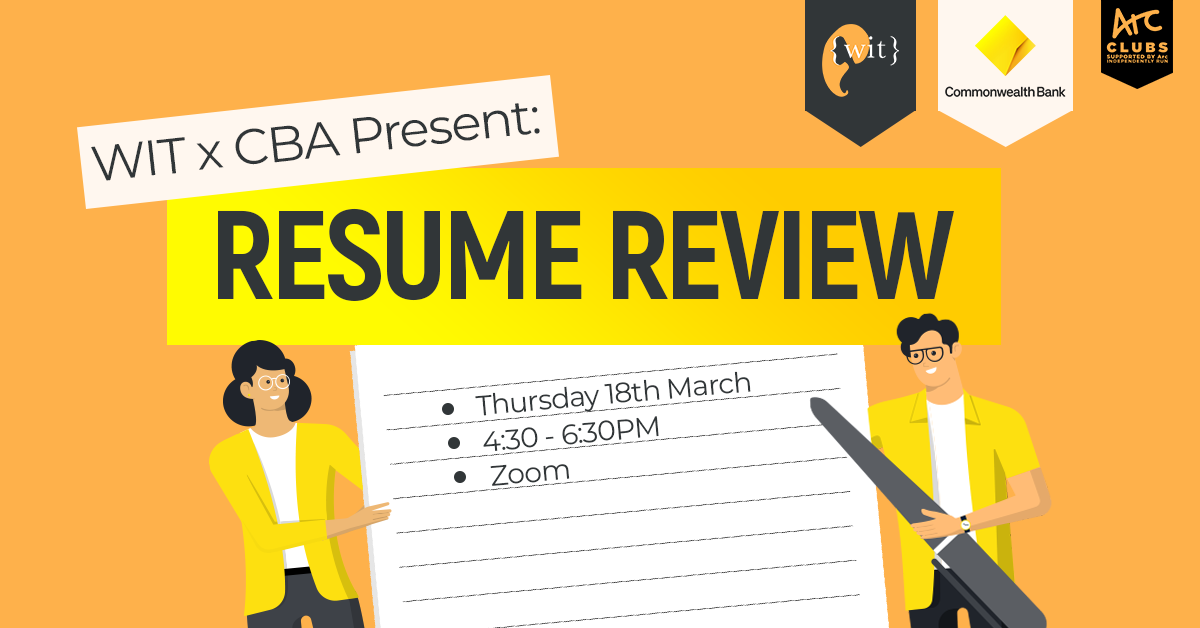 {wit}
Commonwealth Bank
Arc
CLUBS
SUPPORTED BY Arc
INDEPENDENTLY RUN
WIT x CBA Present:
RESUME REVIEW
• Thursday 18th March
• 4:30 - 6:30PM
• Zoom